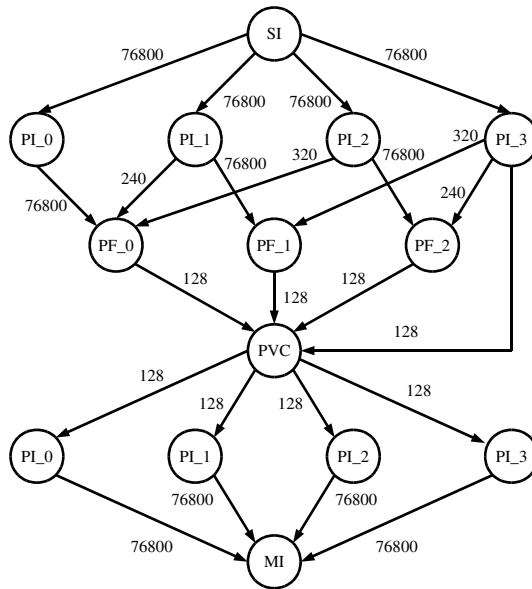 SI
76800 76800
76800 76800
PI_0 PI_1 PI_2 PI_3
320 320
76800 240 76800 76800 240
PF_0 PF_1 PF_2
128 128 128
128
PVC
128 128 128 128
PI_0 PI_1 PI_2 PI_3
76800 76800
76800 76800
MI